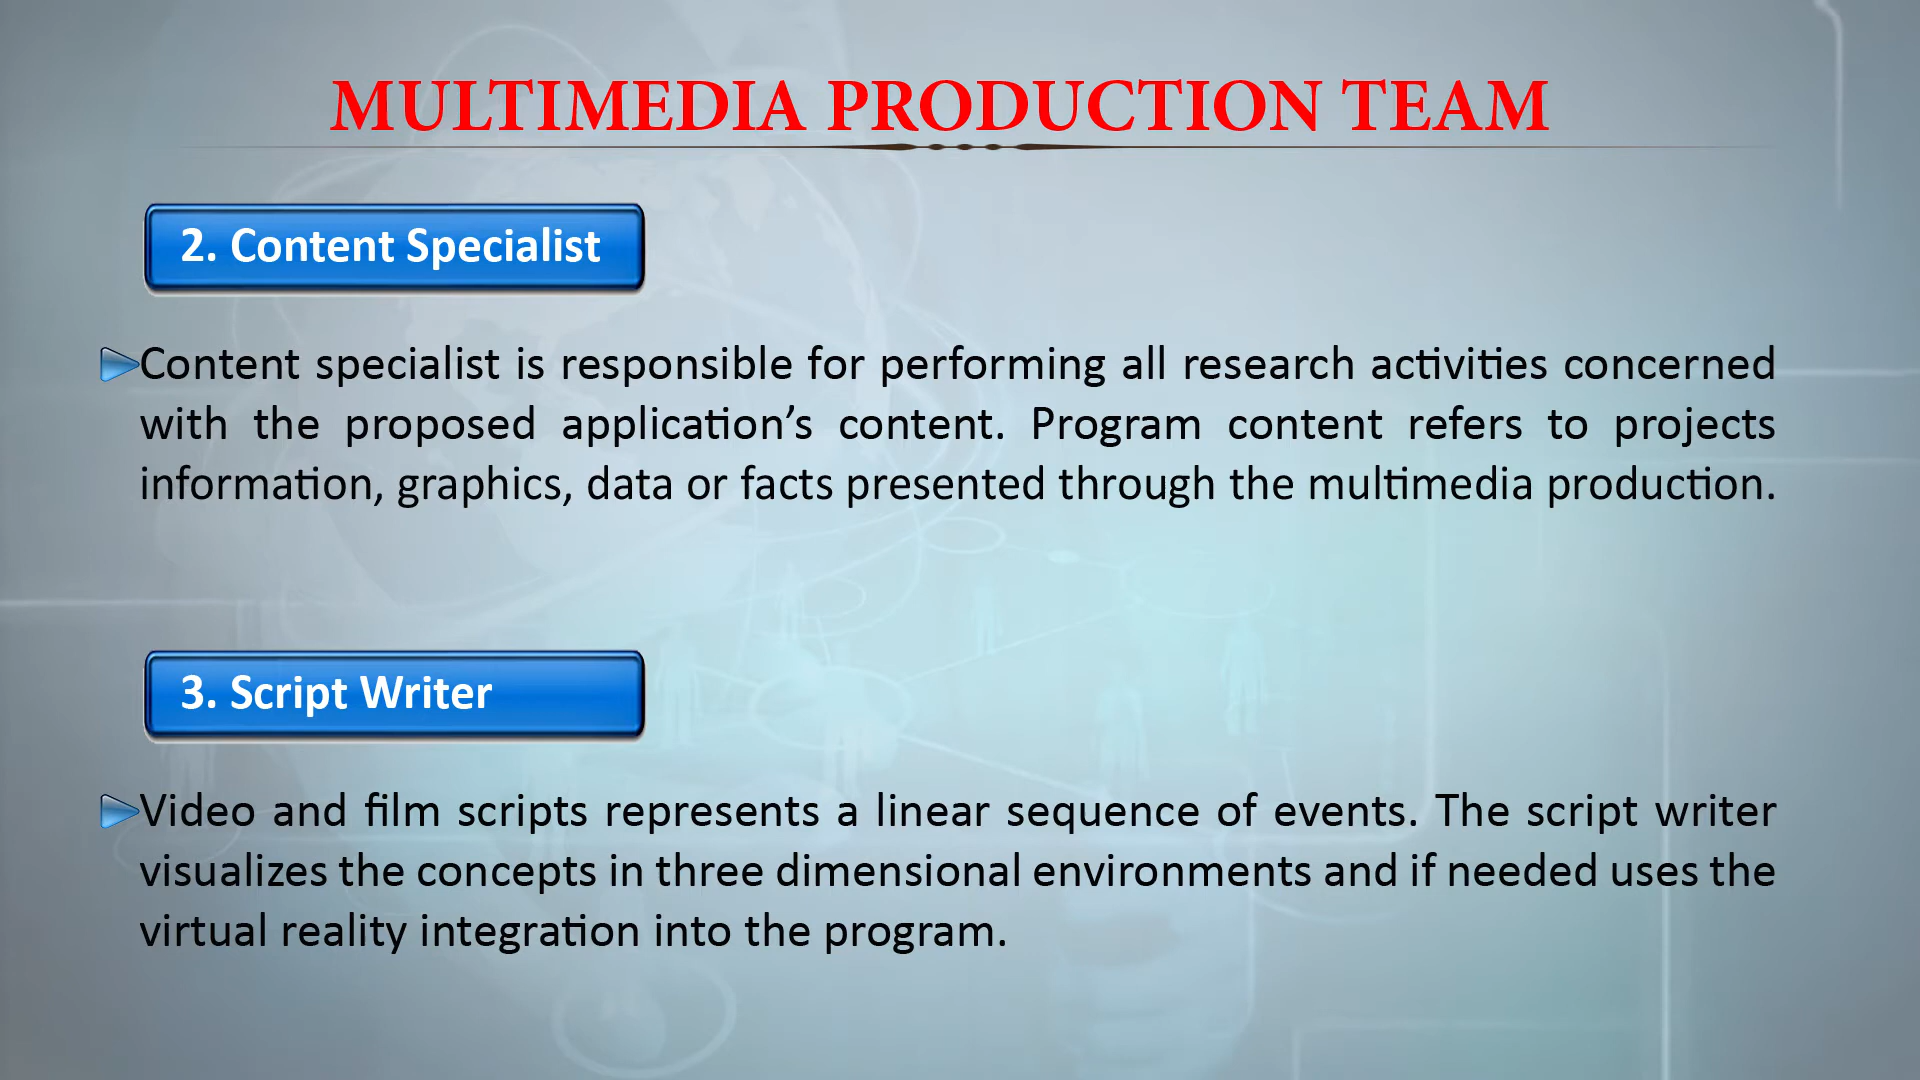 MULTIMEDIA PRODUCTION TEAM
2. Content Specialist
Content specialist is responsible for performing all research activities concerned
with the proposed application’s content. Program content refers to projects
information, graphics, data or facts presented through the multimedia production.
3. Script Writer
Video and film scripts represents a linear sequence of events. The script writer
visualizes the concepts in three dimensional environments and if needed uses the
virtual reality integration into the program.